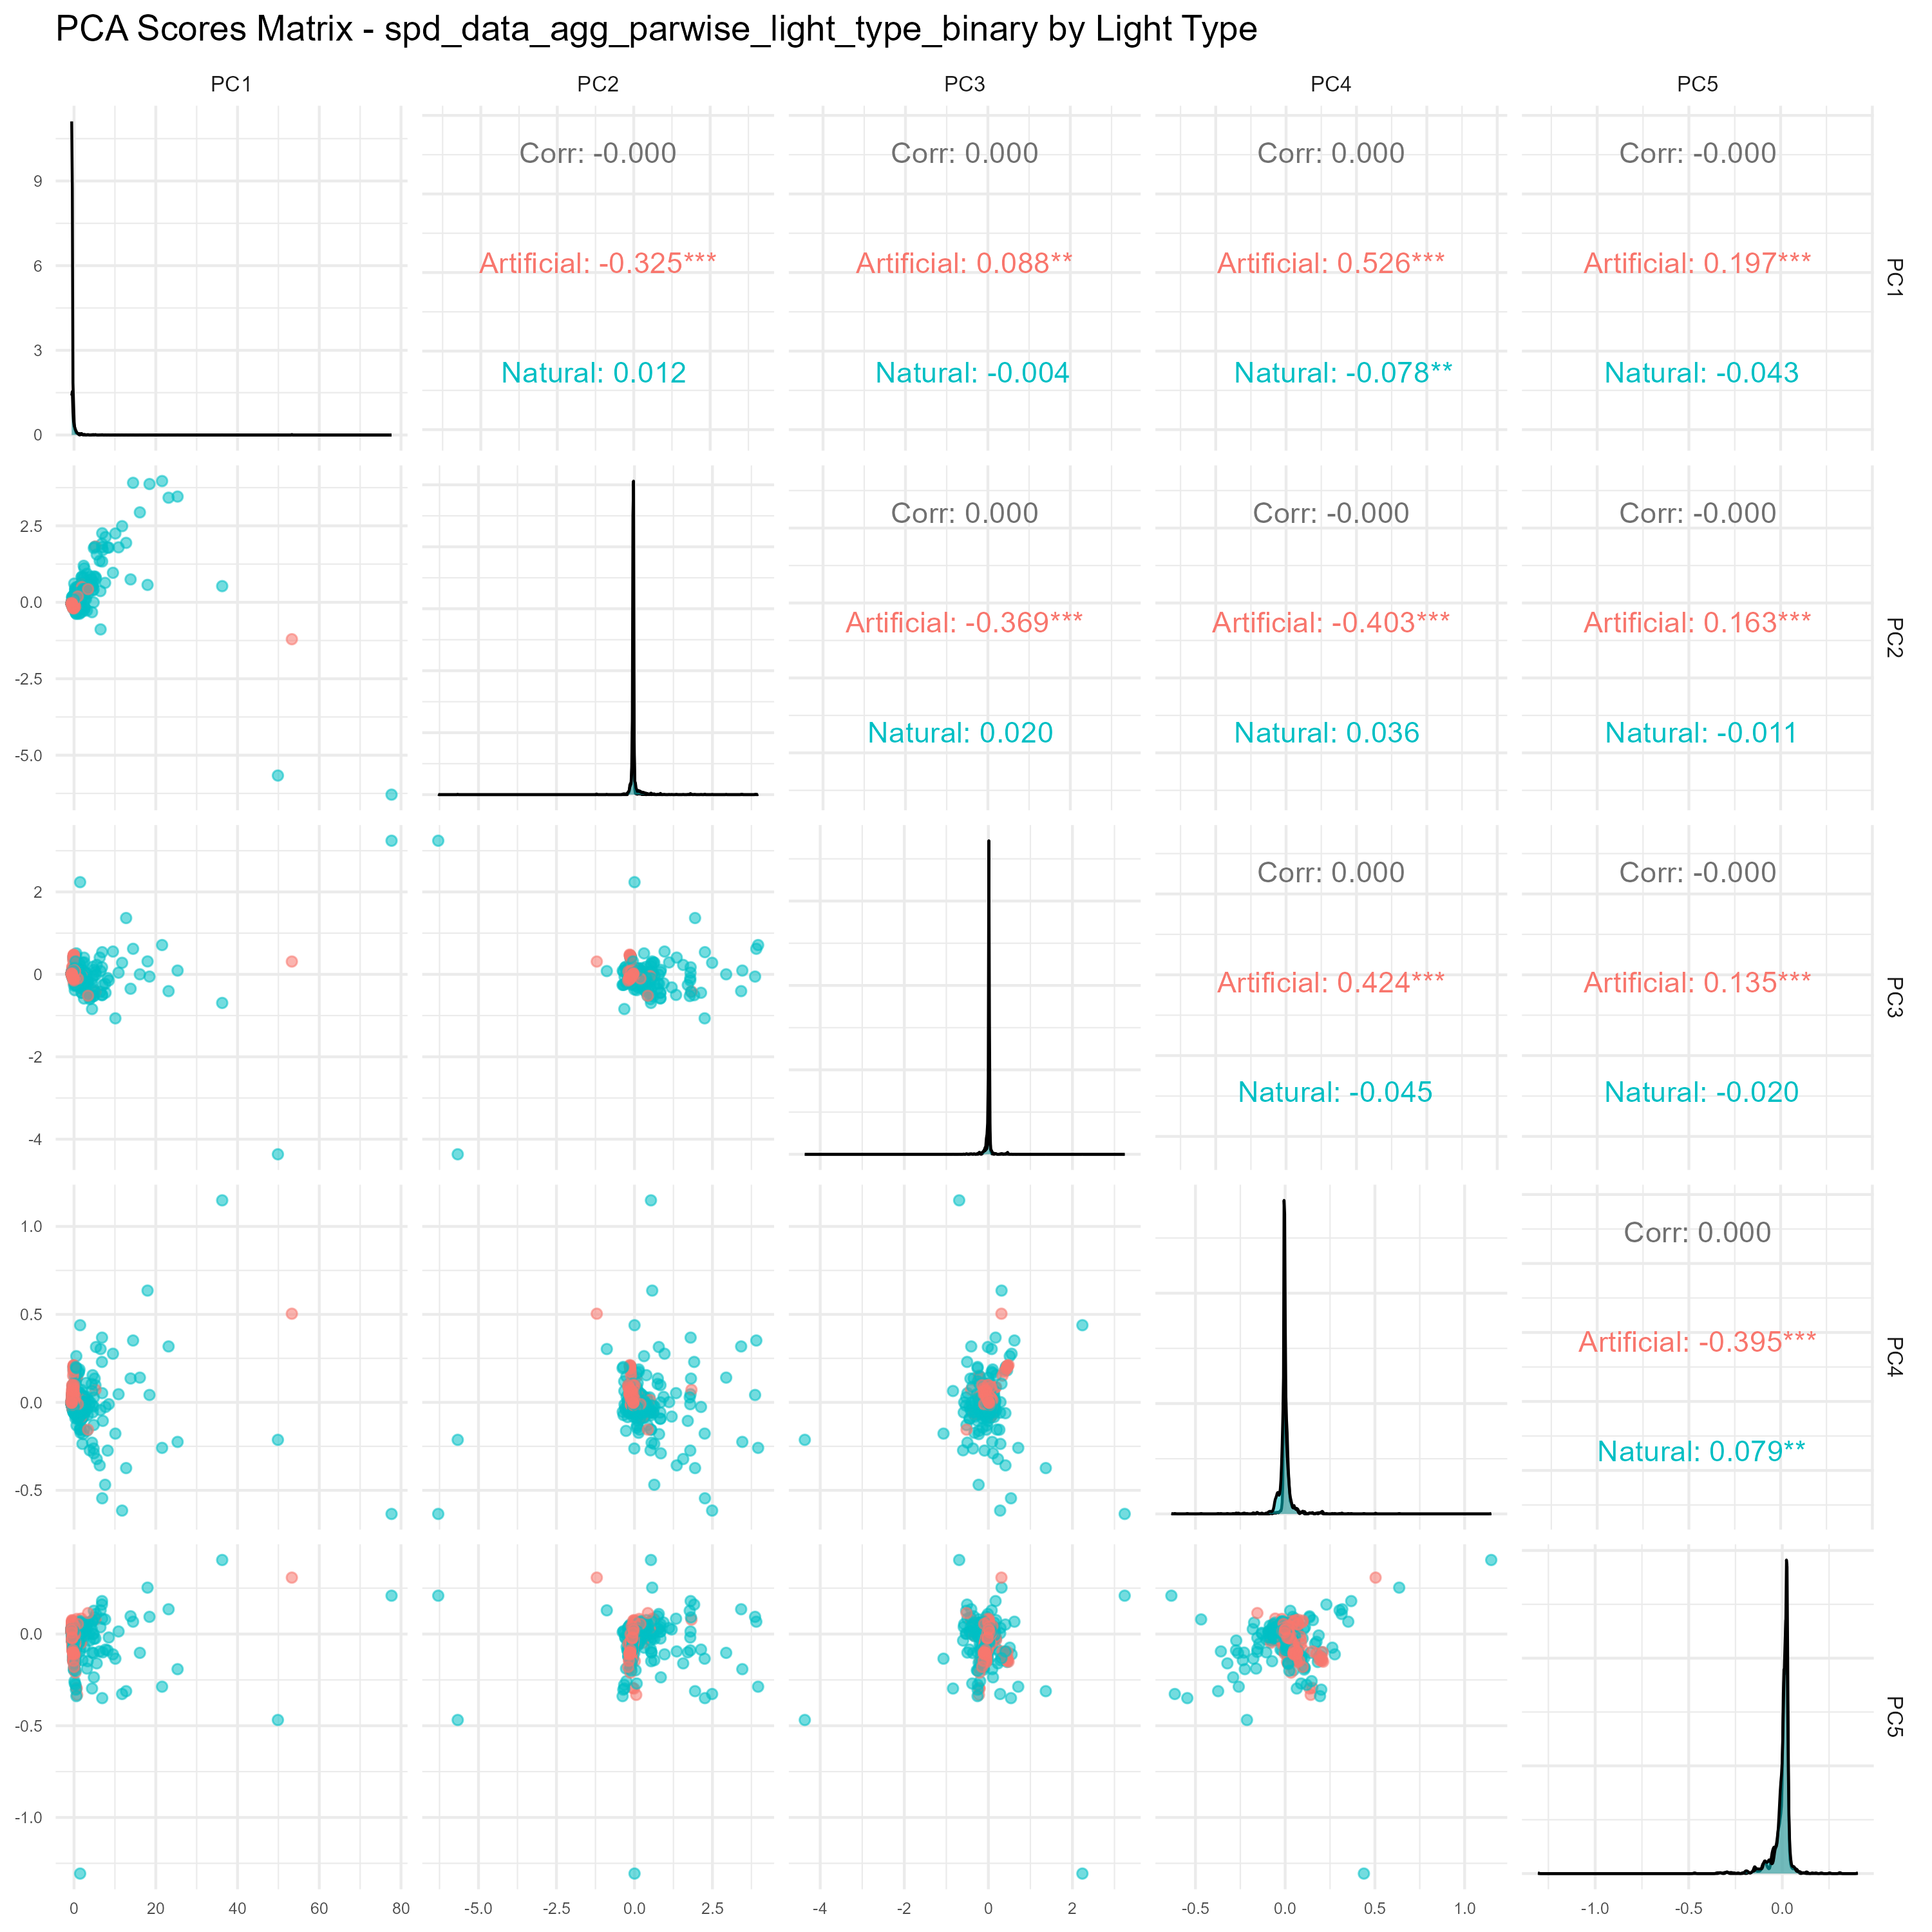 PCA Scores Matrix - spd_data_agg_parwise_light_type_binary by Light Type
PC1 PC2 PC3 PC4 PC5
9
6
3
0
Corr: -0.000
Artificial: -0.325***
Natural: 0.012
Corr: 0.000
Artificial: 0.088**
Natural: -0.004
Corr: 0.000
Artificial: 0.526***
Natural: -0.078**
Corr: -0.000
Artificial: 0.197***
Natural: -0.043
PC1
2.5
0.0
-2.5
-5.0
Corr: 0.000
Artificial: -0.369***
Natural: 0.020
Corr: -0.000
Artificial: -0.403***
Natural: 0.036
Corr: -0.000
Artificial: 0.163***
Natural: -0.011
PC2
2
0
-2
-4
Corr: 0.000
Artificial: 0.424***
Natural: -0.045
Corr: -0.000
Artificial: 0.135***
Natural: -0.020
PC3
1.0
0.5
0.0
-0.5
Corr: 0.000
Artificial: -0.395***
Natural: 0.079**
PC4
0.0
-0.5
-1.0
PC5
0 20 40 60 80
-5.0 -2.5 0.0 2.5
-4 -2 0 2
-0.5 0.0 0.5 1.0
-1.0 -0.5 0.0